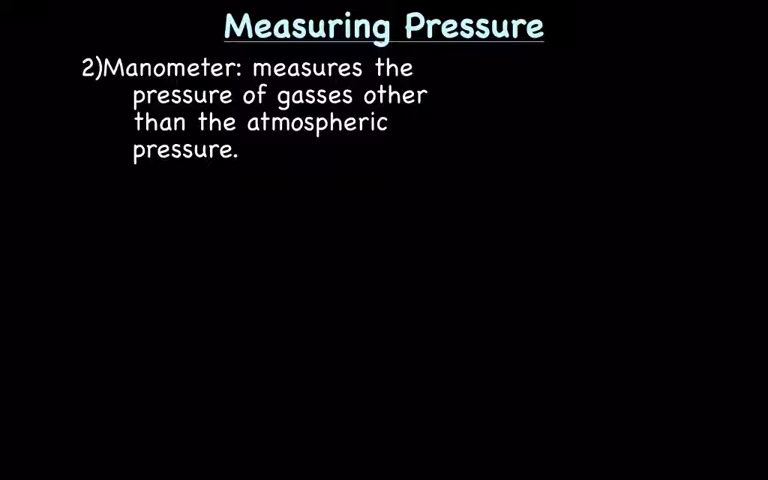 Measuring Pressure
2)Manometer: measures the
pressure of gasses other
than the atmospheric
pressure.